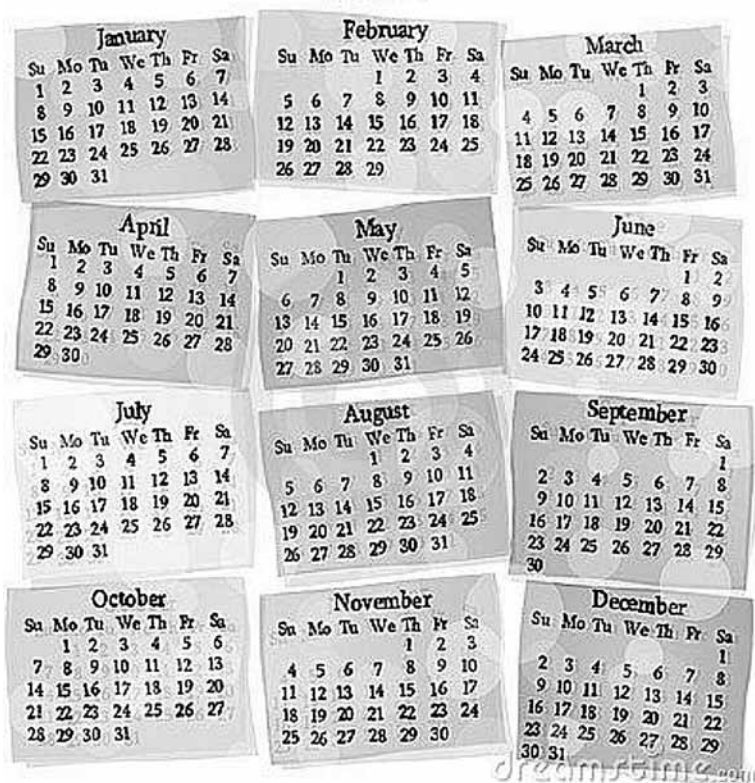 January
Su Mo Tu We Th Fr Sa
1 2 3 4 5 6 7
8 9 10 11 12 13 14
15 16 17 18 19 20 21
22 23 24 25 26 27 28
29 30 31
February
Su Mo Tu We Th Fr Sa
1 2 3 4
5 6 7 8 9 10 11
12 13 14 15 16 17 18
19 20 21 22 23 24 25
26 27 28 29
March
Su Mo Tu We Th Fr Sa
1 2 3
4 5 6 7 8 9 10
11 12 13 14 15 16 17
18 19 20 21 22 23 24
25 26 27 28 29 30 31
April
Su Mo Tu We Th Fr Sa
1 2 3 4 5 6 7
8 9 10 11 12 13 14
15 16 17 18 19 20 21
22 23 24 25 26 27 28
29 30
May
Su Mo Tu We Th Fr Sa
1 2 3 4 5
6 7 8 9 10 11 12
13 14 15 16 17 18 19
20 21 22 23 24 25 26
27 28 29 30 31
June
Su Mo Tu We Th Fr Sa
1 2
3 4 5 6 7 8 9
10 11 12 13 14 15 16
17 18 19 20 21 22 23
24 25 26 27 28 29 30
July
Su Mo Tu We Th Fr Sa
1 2 3 4 5 6 7
8 9 10 11 12 13 14
15 16 17 18 19 20 21
22 23 24 25 26 27 28
29 30 31
August
Su Mo Tu We Th Fr Sa
1 2 3 4
5 6 7 8 9 10 11
12 13 14 15 16 17 18
19 20 21 22 23 24 25
26 27 28 29 30 31
September
Su Mo Tu We Th Fr Sa
1
2 3 4 5 6 7 8
9 10 11 12 13 14 15
16 17 18 19 20 21 22
23 24 25 26 27 28 29
30
October
Su Mo Tu We Th Fr Sa
1 2 3 4 5 6
7 8 9 10 11 12 13
14 15 16 17 18 19 20
21 22 23 24 25 26 27
28 29 30 31
November
Su Mo Tu We Th Fr Sa
1 2 3
4 5 6 7 8 9 10
11 12 13 14 15 16 17
18 19 20 21 22 23 24
25 26 27 28 29 30
December
Su Mo Tu We Th Fr Sa
1
2 3 4 5 6 7 8
9 10 11 12 13 14 15
16 17 18 19 20 21 22
23 24 25 26 27 28 29
30 31
dreamstime.com